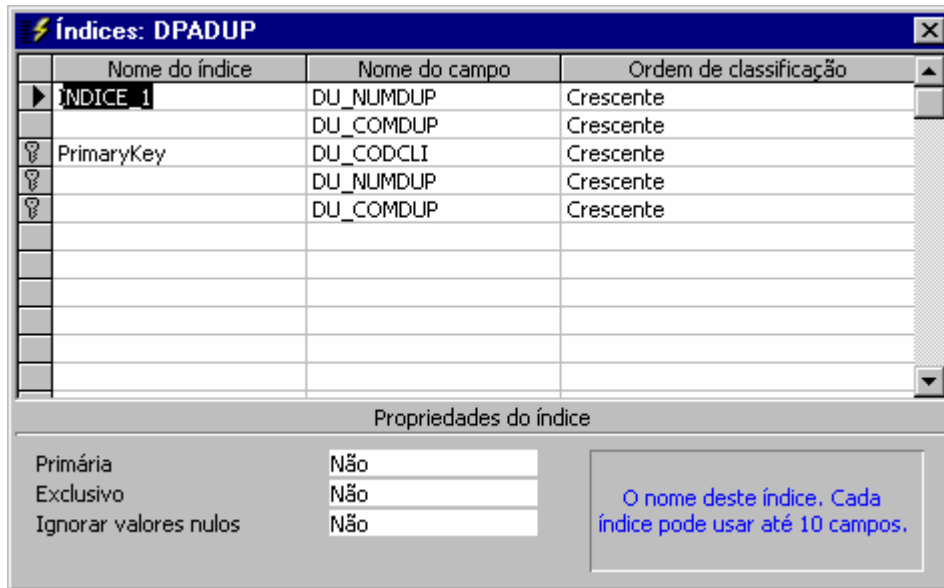 Índices: DPADUP
Nome do índice Nome do campo Ordem de classificação
INDICE_1 DU_NUMDUP Crescente
DU_COMDUP
PrimaryKey DU_CODCLI Crescente
DU_NUMDUP Crescente
DU_COMDUP Crescente
Propriedades do índice
Primária Não
Exclusivo Não
Ignorar valores nulos Não
O nome deste índice. Cada
índice pode usar até 10 campos.